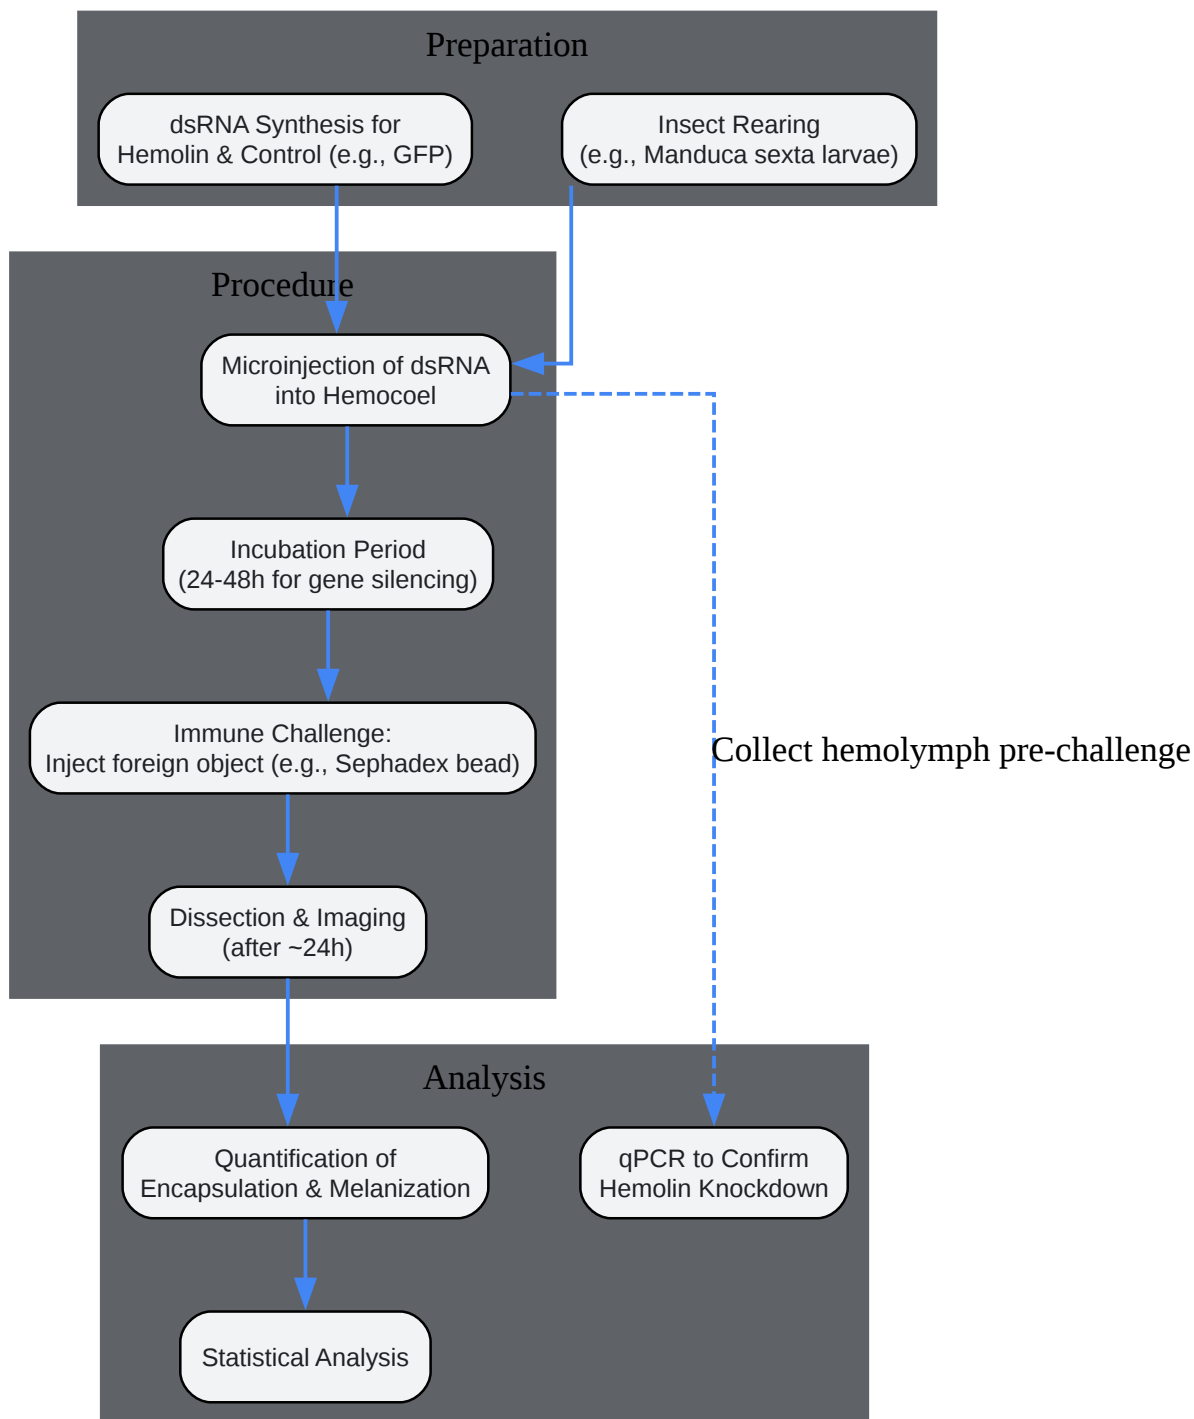 Preparation
dsRNA Synthesis for
Hemolin & Control (e.g., GFP)
Insect Rearing
(e.g., Manduca sexta larvae)
Procedure
Microinjection of dsRNA
into Hemocoel
Incubation Period
(24-48h for gene silencing)
Immune Challenge:
Inject foreign object (e.g., Sephadex bead)
Collect hemolymph pre-challenge
Dissection & Imaging
(after ~24h)
Analysis
Quantification of
Encapsulation & Melanization
qPCR to Confirm
Hemolin Knockdown
Statistical Analysis